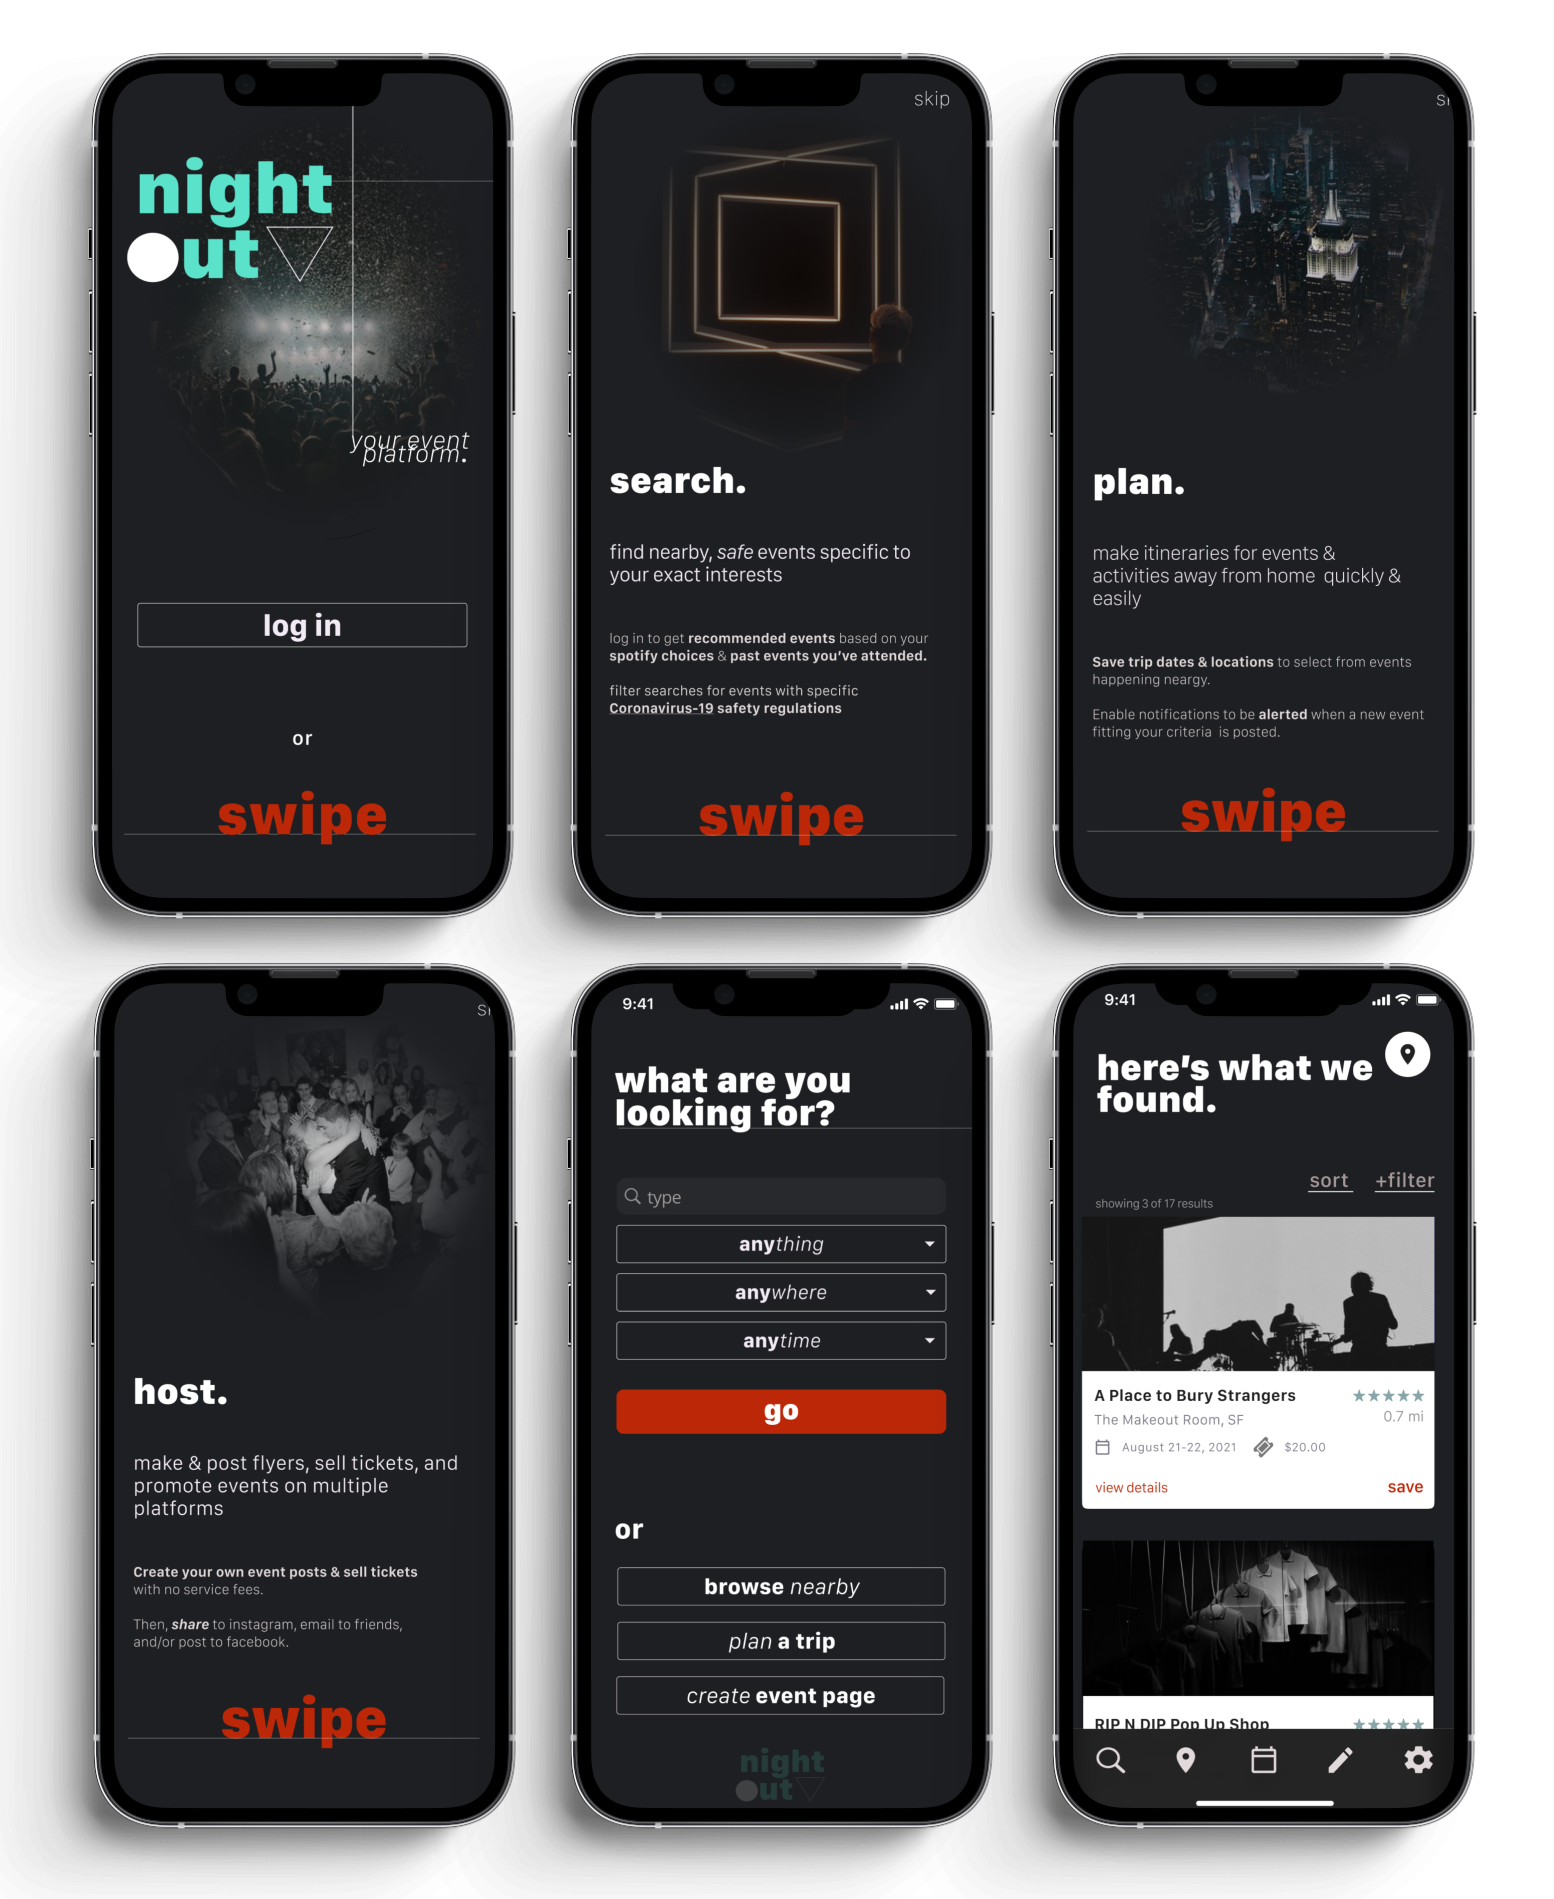 night
out
your event
platform.
log in
or
swipe
skip
search.
find nearby, safe events specific to
your exact interests
log in to get recommended events based on your
spotify choices & past events you've attended.
filter searches for events with specific
Coronavirus-19 safety regulations
swipe
plan.
make itineraries for events &
activities away from home quickly &
easily
Save trip dates & locations to select from events
happening neargy.
Enable notifications to be alerted when a new event
fitting your criteria is posted.
swipe
host.
make & post flyers, sell tickets, and
promote events on multiple
platforms
Create your own event posts & sell tickets
with no service fees.
Then, share to instagram, email to friends,
and/or post to facebook.
swipe
9:41
what are you
looking for?
type
anything
anywhere
anytime
go
or
browse nearby
plan a trip
create event page
night
out
9:41
here's what we
found.
sort +filter
showing 3 of 17 results
A Place to Bury Strangers
The Makeout Room, SF
0.7 mi
August 21-22, 2021 $20.00
view details save
RIP N DIP Pop Up Shop